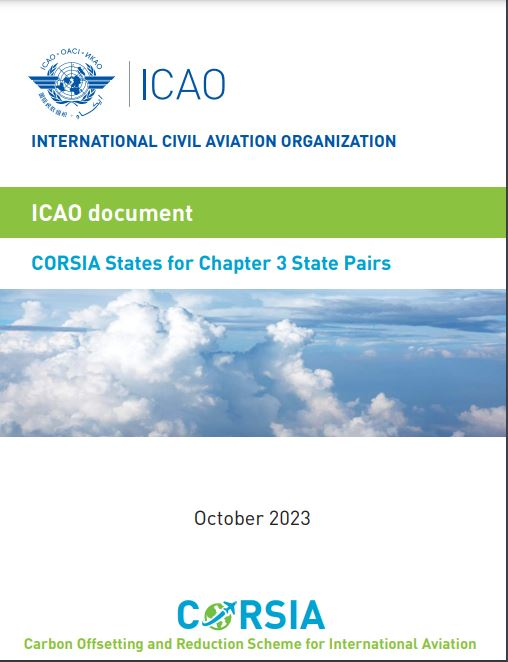 ICAO · OACI · ИКАО
ICAO
INTERNATIONAL CIVIL AVIATION ORGANIZATION
ICAO document
CORSIA States for Chapter 3 State Pairs
October 2023
CORSIA
Carbon Offsetting and Reduction Scheme for International Aviation